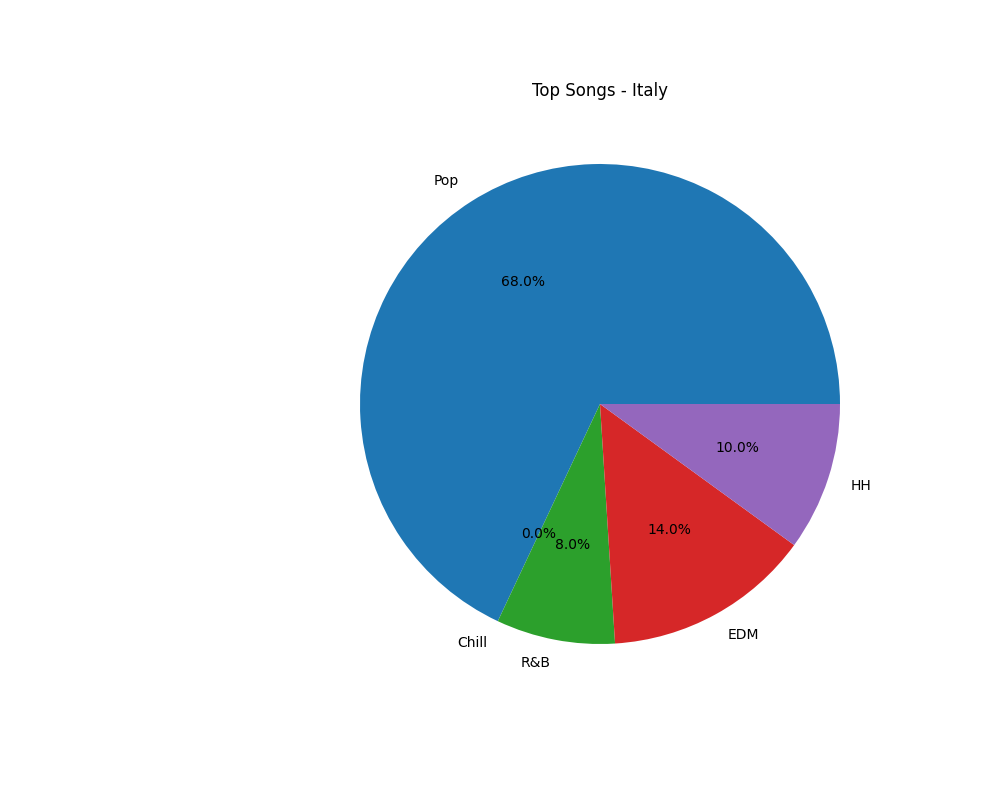 Top Songs - Italy
Pop
68.0%
10.0%
HH
0.0%
14.0%
8.0%
EDM
Chill
R&B